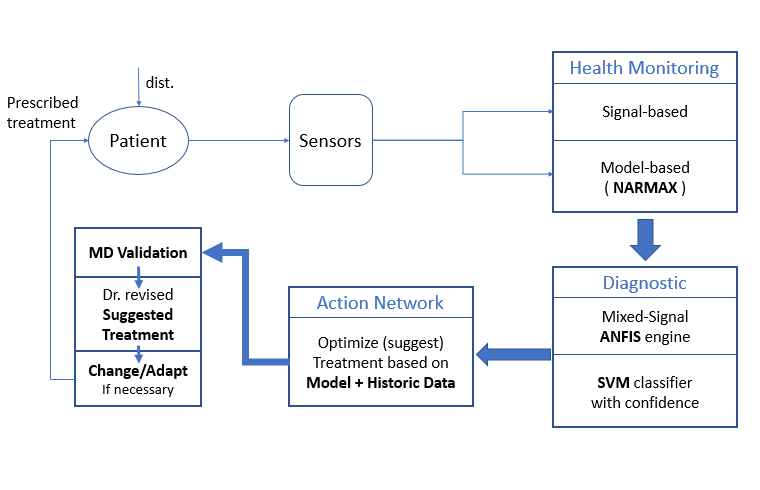 Health Monitoring
dist.
Prescribed
treatment
Patient
Sensors
Signal-based
Model-based
( NARMAX )
MD Validation
Dr. revised
Suggested
Treatment
Change/Adapt
If necessary
Action Network
Optimize (suggest)
Treatment based on
Model + Historic Data
Diagnostic
Mixed-Signal
ANFIS engine
SVM classifier
with confidence